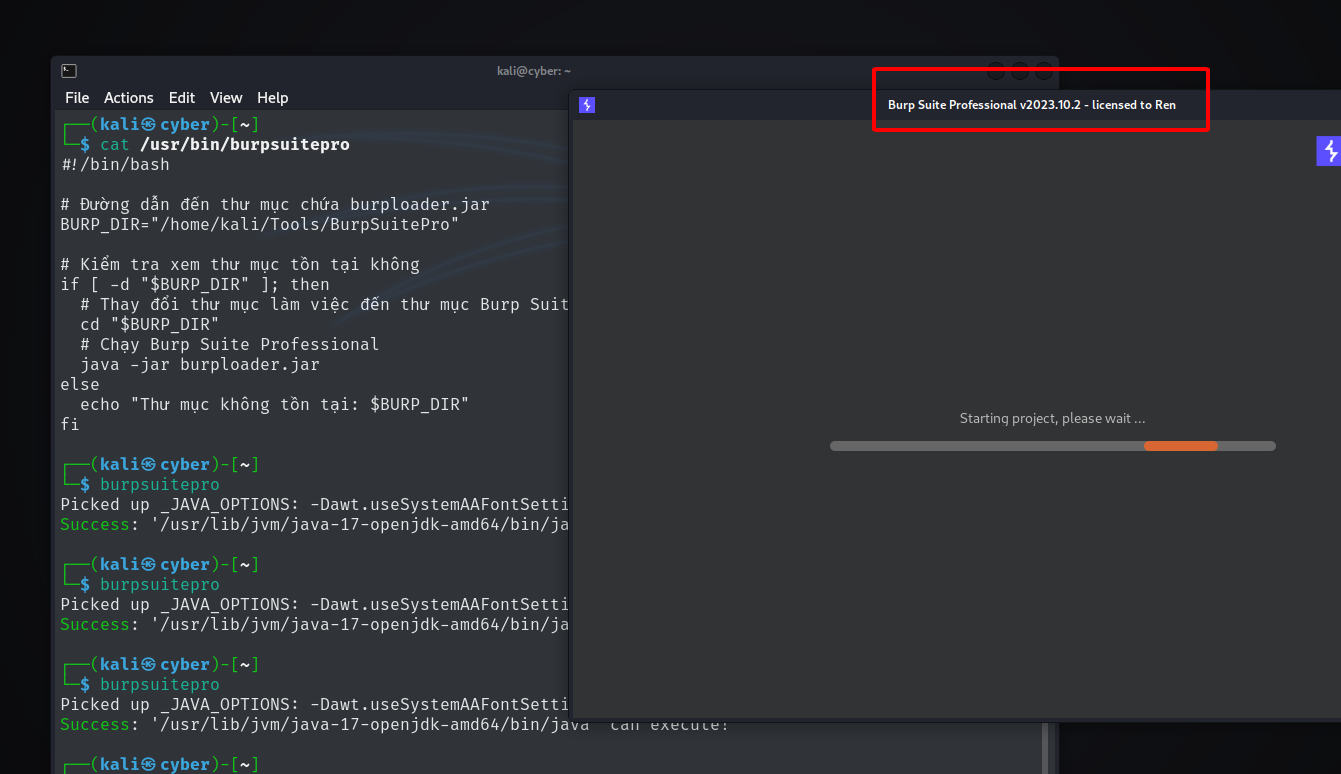 kali@cyber: ~
File Actions Edit View Help
┌──(kali㉿cyber)-[~]
└─$ cat /usr/bin/burpsuitepro
#!/bin/bash
# Đường dẫn đến thư mục chứa burploader.jar
BURP_DIR="/home/kali/Tools/BurpSuitePro"
# Kiểm tra xem thư mục tồn tại không
if [ -d "$BURP_DIR" ]; then
  # Thay đổi thư mục làm việc đến thư mục Burp Suit
  cd "$BURP_DIR"
  # Chạy Burp Suite Professional
  java -jar burploader.jar
else
  echo "Thư mục không tồn tại: $BURP_DIR"
fi
┌──(kali㉿cyber)-[~]
└─$ burpsuitepro
Picked up _JAVA_OPTIONS: -Dawt.useSystemAAFontSetti
Success: '/usr/lib/jvm/java-17-openjdk-amd64/bin/ja
┌──(kali㉿cyber)-[~]
└─$ burpsuitepro
Picked up _JAVA_OPTIONS: -Dawt.useSystemAAFontSetti
Success: '/usr/lib/jvm/java-17-openjdk-amd64/bin/ja
┌──(kali㉿cyber)-[~]
└─$ burpsuitepro
Picked up _JAVA_OPTIONS: -Dawt.useSystemAAFontSetti
Success: '/usr/lib/jvm/java-17-openjdk-amd64/bin/java can execute!
┌──(kali㉿cyber)-[~]
Burp Suite Professional v2023.10.2 - licensed to Ren
Starting project, please wait ...